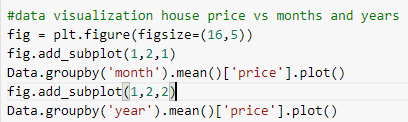 #data visualization house price vs months and years
fig = plt.figure(figsize=(16,5))
fig.add_subplot(1,2,1)
Data.groupby('month').mean()['price'].plot()
fig.add_subplot(1,2,2)
Data.groupby('year').mean()['price'].plot()